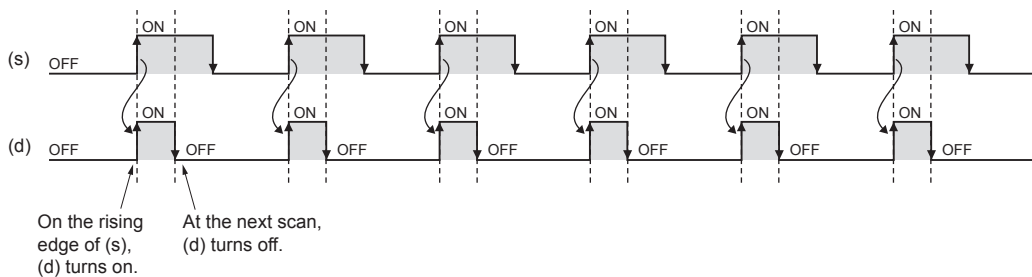 ON ON ON ON ON ON
(s)
OFF
ON ON ON ON ON ON
(d)
OFF OFF OFF OFF OFF OFF OFF
On the rising
edge of (s),
(d) turns on.
At the next scan,
(d) turns off.